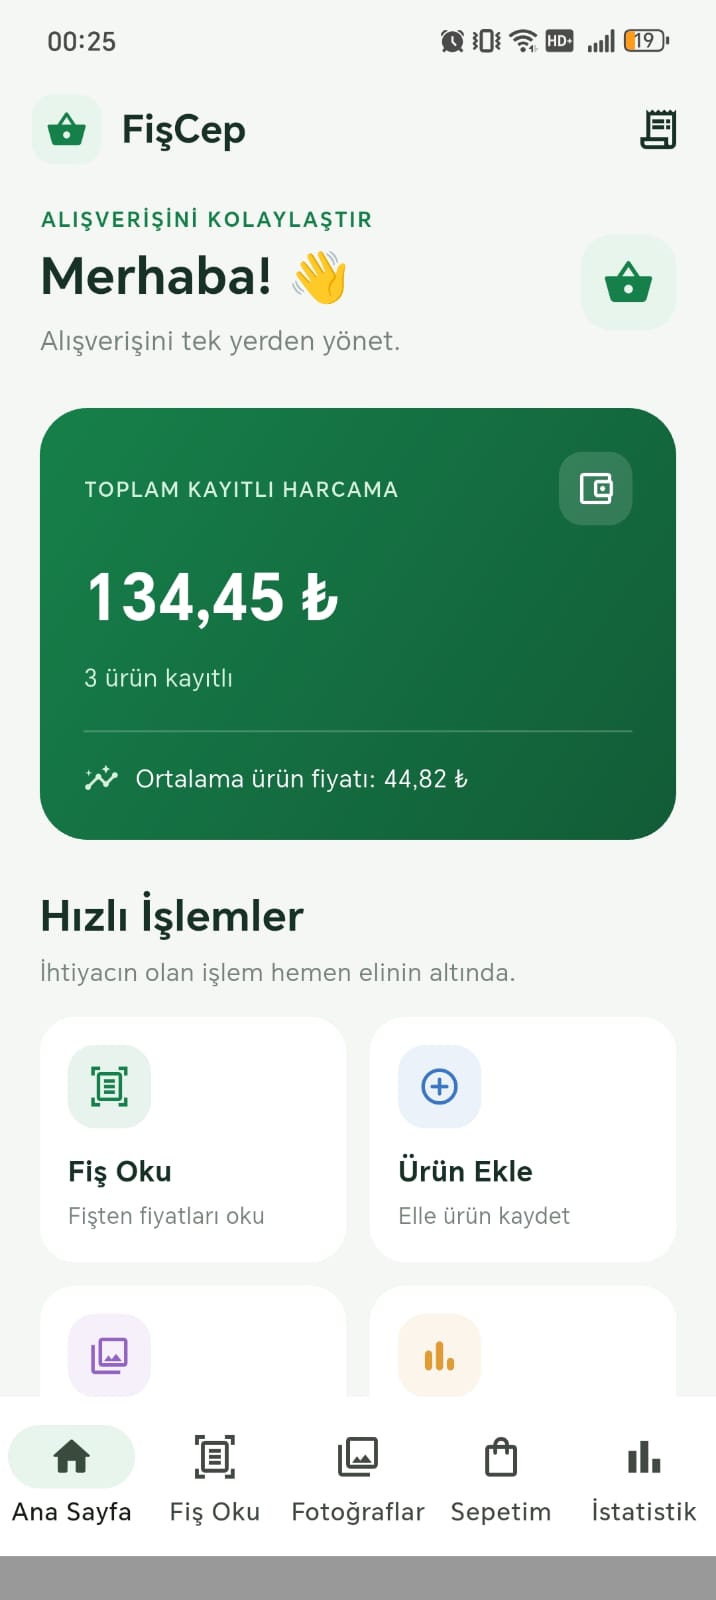 00:25
HD+
19
FişCep
ALIŞVERİŞİNİ KOLAYLAŞTIR
Merhaba! 👋
Alışverişini tek yerden yönet.
TOPLAM KAYITLI HARCAMA
134,45 ₺
3 ürün kayıtlı
Ortalama ürün fiyatı: 44,82 ₺
Hızlı İşlemler
İhtiyacın olan işlem hemen elinin altında.
Fiş Oku
Fişten fiyatları oku
Ürün Ekle
Elle ürün kaydet
Ana Sayfa
Fiş Oku
Fotoğraflar
Sepetim
İstatistik